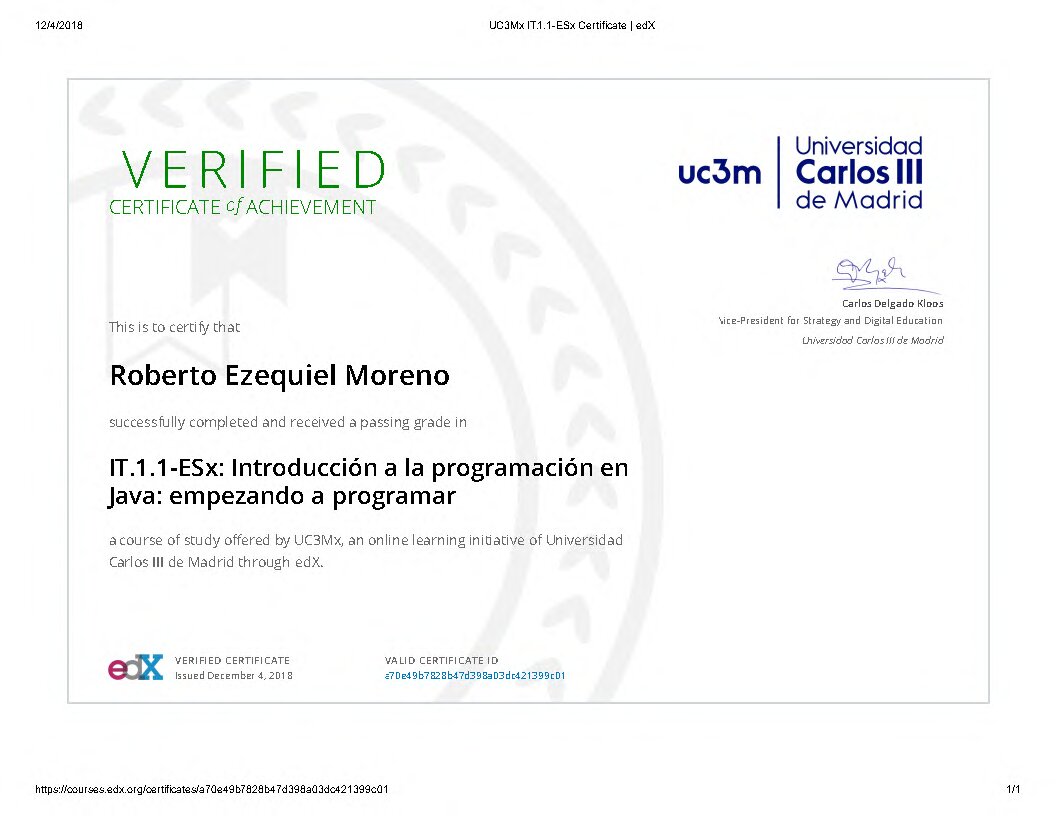 12/4/2018 UC3Mx IT.1.1-ESx Certificate | edX
VERIFIED
CERTIFICATE of ACHIEVEMENT
uc3m
Universidad
Carlos III
de Madrid
Carlos Delgado Kloos
Vice-President for Strategy and Digital Education
Universidad Carlos III de Madrid
This is to certify that
Roberto Ezequiel Moreno
successfully completed and received a passing grade in
IT.1.1-ESx: Introducción a la programación en
Java: empezando a programar
a course of study offered by UC3Mx, an online learning initiative of Universidad
Carlos III de Madrid through edX.
edX
VERIFIED CERTIFICATE
Issued December 4, 2018
VALID CERTIFICATE ID
a70e49b7828b47d398a03dc421399c01
https://courses.edx.org/certificates/a70e49b7828b47d398a03dc421399c01 1/1